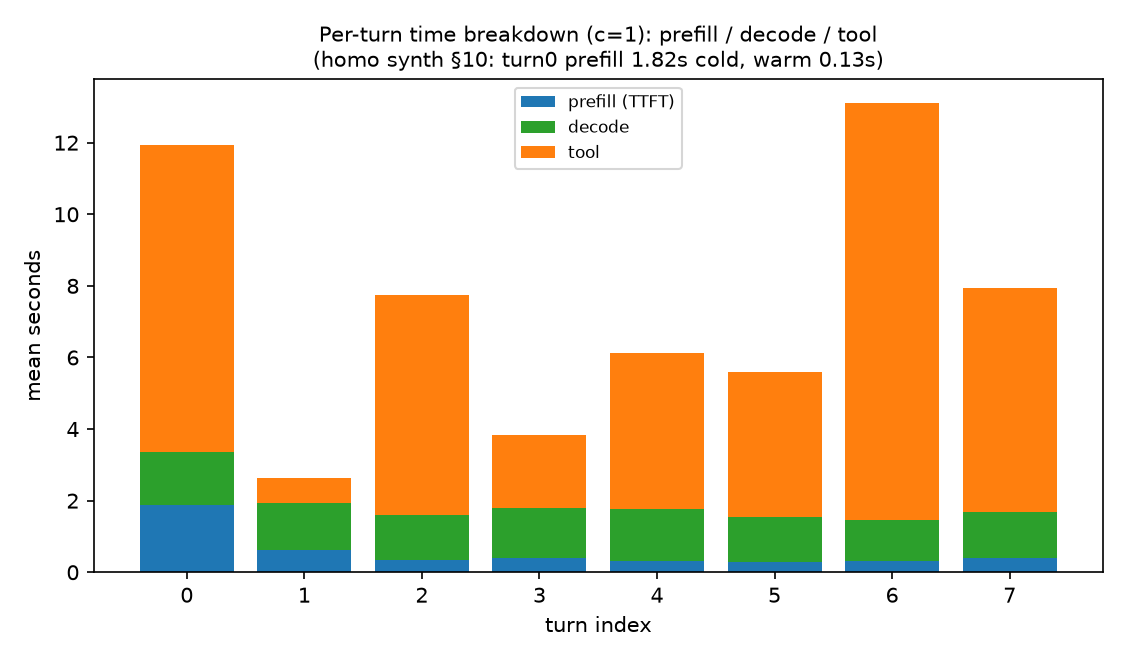 Per-turn time breakdown (c=1): prefill / decode / tool
(homo synth §10: turn0 prefill 1.82s cold, warm 0.13s)
prefill (TTFT)
decode
tool
mean seconds
12
10
8
6
4
2
0
0 1 2 3 4 5 6 7
turn index